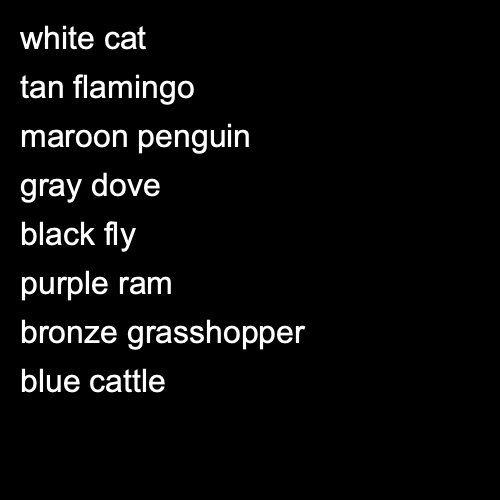 white cat
tan flamingo
maroon penguin
gray dove
black fly
purple ram
bronze grasshopper
blue cattle